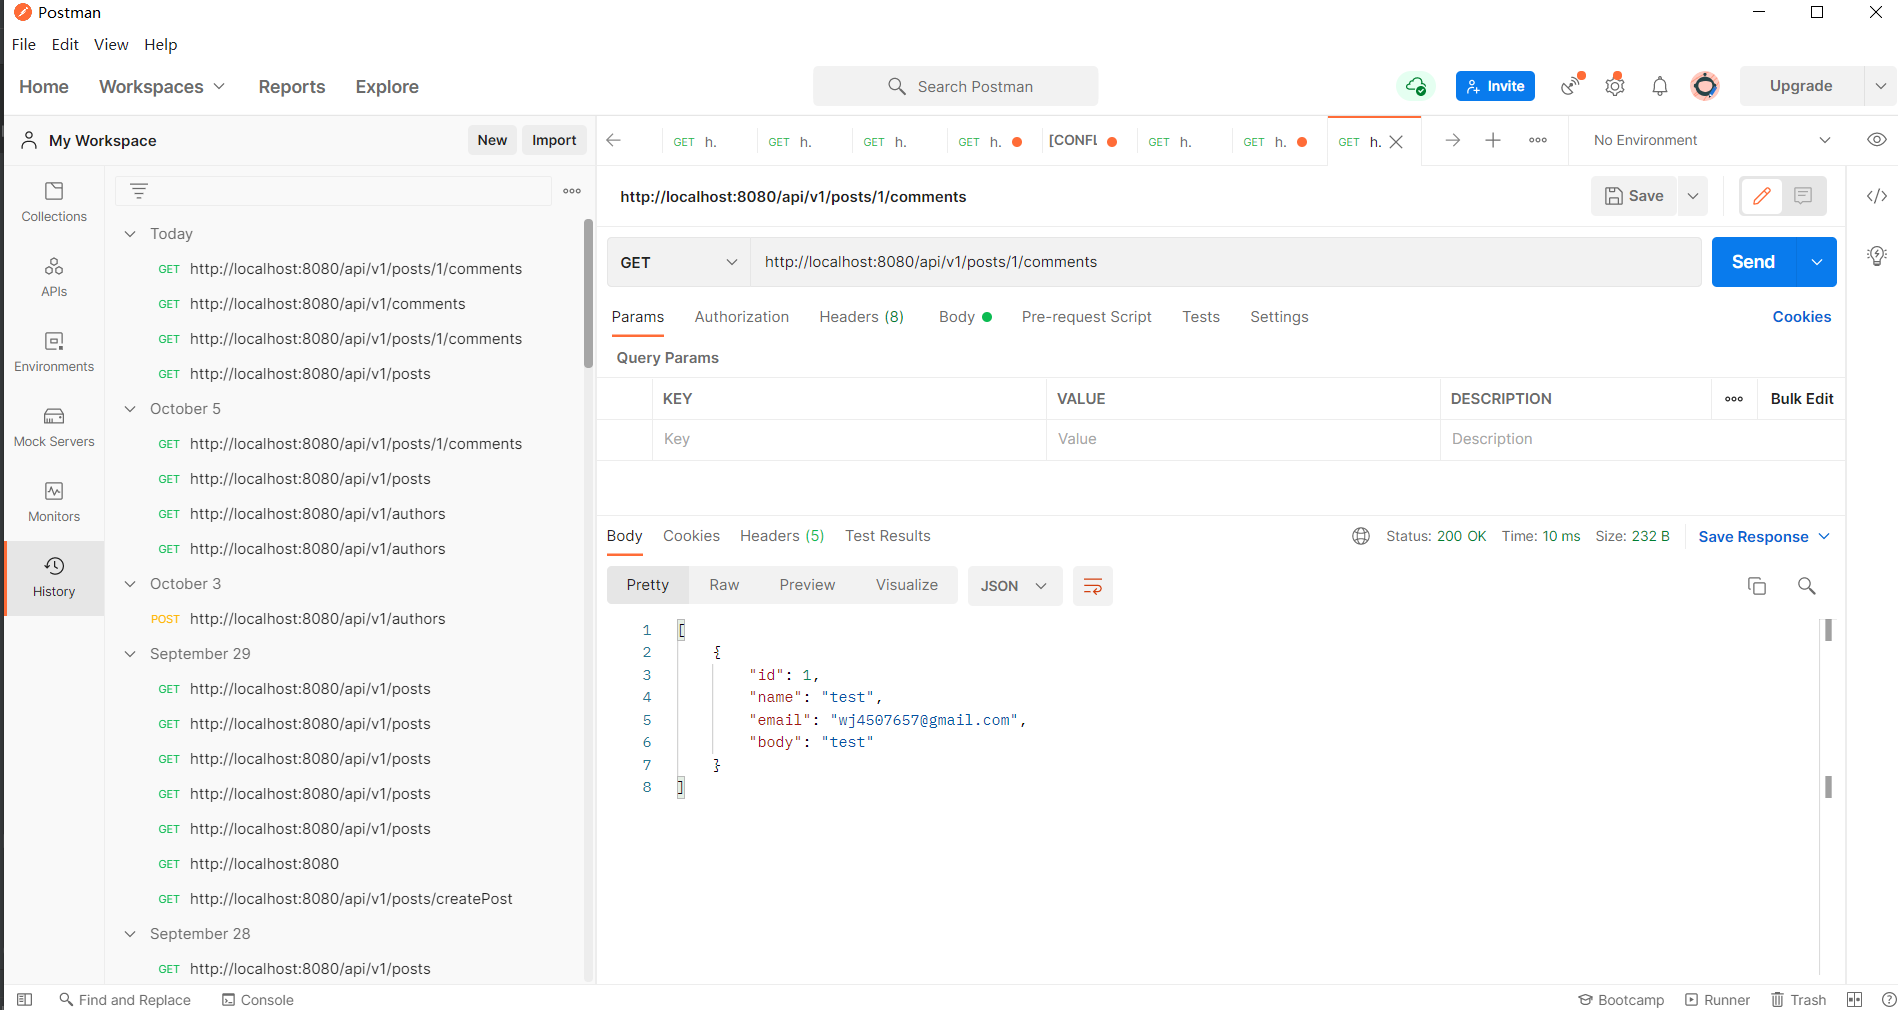 Postman
File Edit View Help
Home Workspaces Reports Explore Search Postman Invite Upgrade
My Workspace New Import
GET h. GET h. GET h. GET h. [CONFL GET h. GET h. GET h. No Environment
Collections
APIs
Environments
Mock Servers
Monitors
History
Today
GET http://localhost:8080/api/v1/posts/1/comments
GET http://localhost:8080/api/v1/comments
GET http://localhost:8080/api/v1/posts/1/comments
GET http://localhost:8080/api/v1/posts
October 5
GET http://localhost:8080/api/v1/posts/1/comments
GET http://localhost:8080/api/v1/posts
GET http://localhost:8080/api/v1/authors
GET http://localhost:8080/api/v1/authors
October 3
POST http://localhost:8080/api/v1/authors
September 29
GET http://localhost:8080/api/v1/posts
GET http://localhost:8080/api/v1/posts
GET http://localhost:8080/api/v1/posts
GET http://localhost:8080/api/v1/posts
GET http://localhost:8080/api/v1/posts
GET http://localhost:8080
GET http://localhost:8080/api/v1/posts/createPost
September 28
GET http://localhost:8080/api/v1/posts
http://localhost:8080/api/v1/posts/1/comments Save
GET http://localhost:8080/api/v1/posts/1/comments Send
Params Authorization Headers (8) Body Pre-request Script Tests Settings Cookies
Query Params
KEY VALUE DESCRIPTION Bulk Edit
Key Value Description
Body Cookies Headers (5) Test Results Status: 200 OK Time: 10 ms Size: 232 B Save Response
Pretty Raw Preview Visualize JSON
1 [
2 {
3 "id": 1,
4 "name": "test",
5 "email": "wj4507657@gmail.com",
6 "body": "test"
7 }
8 ]
Find and Replace Console Bootcamp Runner Trash